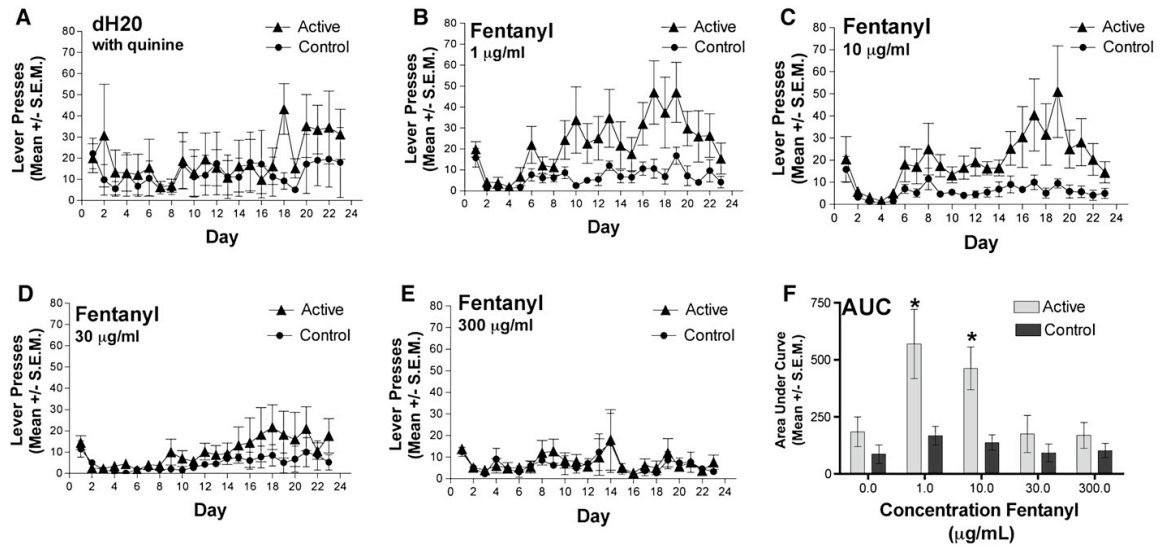 A
dH20
with quinine
Active
Control
Lever Presses
(Mean +/- S.E.M.)
80
70
60
50
40
30
20
10
0
0 2 4 6 8 10 12 14 16 18 20 22 24
Day
B
Fentanyl
1 μg/ml
Active
Control
Lever Presses
(Mean +/- S.E.M.)
80
70
60
50
40
30
20
10
0
0 2 4 6 8 10 12 14 16 18 20 22 24
Day
C
Fentanyl
10 μg/ml
Active
Control
Lever Presses
(Mean +/- S.E.M.)
80
70
60
50
40
30
20
10
0
0 2 4 6 8 10 12 14 16 18 20 22 24
Day
D
Fentanyl
30 μg/ml
Active
Control
Lever Presses
(Mean +/- S.E.M.)
80
70
60
50
40
30
20
10
0
0 2 4 6 8 10 12 14 16 18 20 22 24
Day
E
Fentanyl
300 μg/ml
Active
Control
Lever Presses
(Mean +/- S.E.M.)
80
70
60
50
40
30
20
10
0
0 2 4 6 8 10 12 14 16 18 20 22 24
Day
F
AUC
Active
Control
Area Under Curve
(Mean +/- S.E.M.)
750
500
250
0
* *
0.0 1.0 10.0 30.0 300.0
Concentration Fentanyl
(μg/mL)